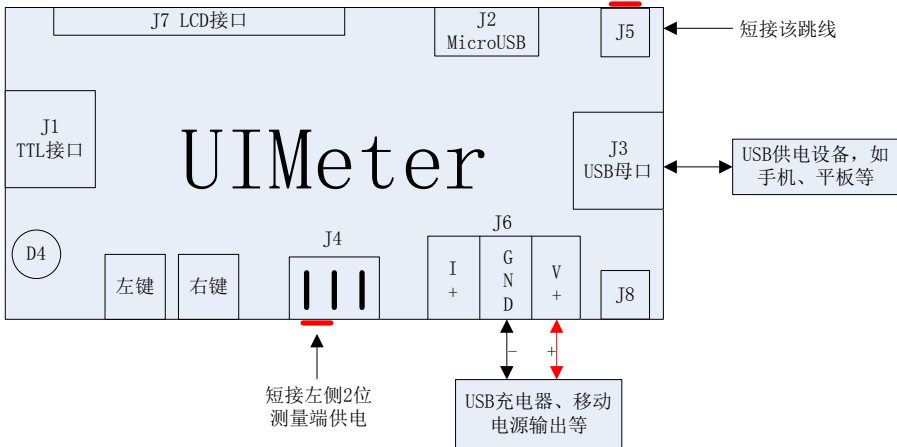 J7 LCD接口
J2
MicroUSB
J5
短接该跳线
J1
TTL接口
UIMeter
J3
USB母口
USB供电设备，如
手机、平板等
D4
左键
右键
J4
J6
I
+
G
N
D
V
+
J8
短接左侧2位
测量端供电
−
+
USB充电器、移动
电源输出等